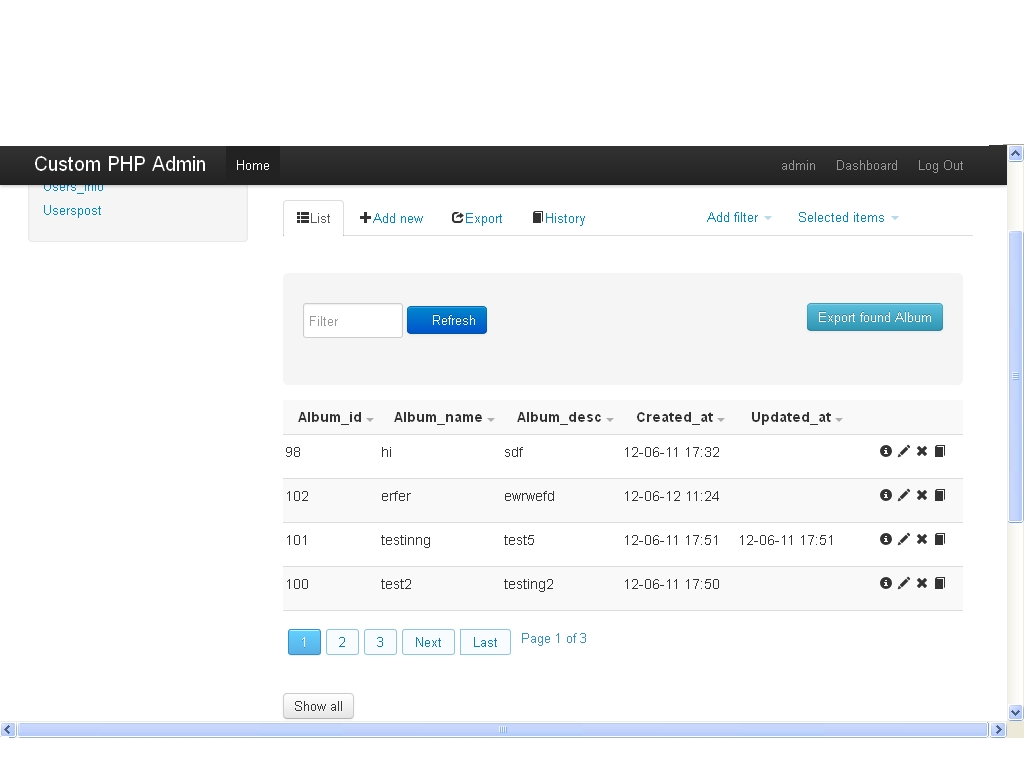 Custom PHP Admin Home admin Dashboard Log Out
Users_info
Userspost
List Add new Export History Add filter Selected items
Filter Refresh Export found Album
Album_id Album_name Album_desc Created_at Updated_at
98 hi sdf 12-06-11 17:32
102 erfer ewrwefd 12-06-12 11:24
101 testinng test5 12-06-11 17:51 12-06-11 17:51
100 test2 testing2 12-06-11 17:50
1 2 3 Next Last Page 1 of 3
Show all